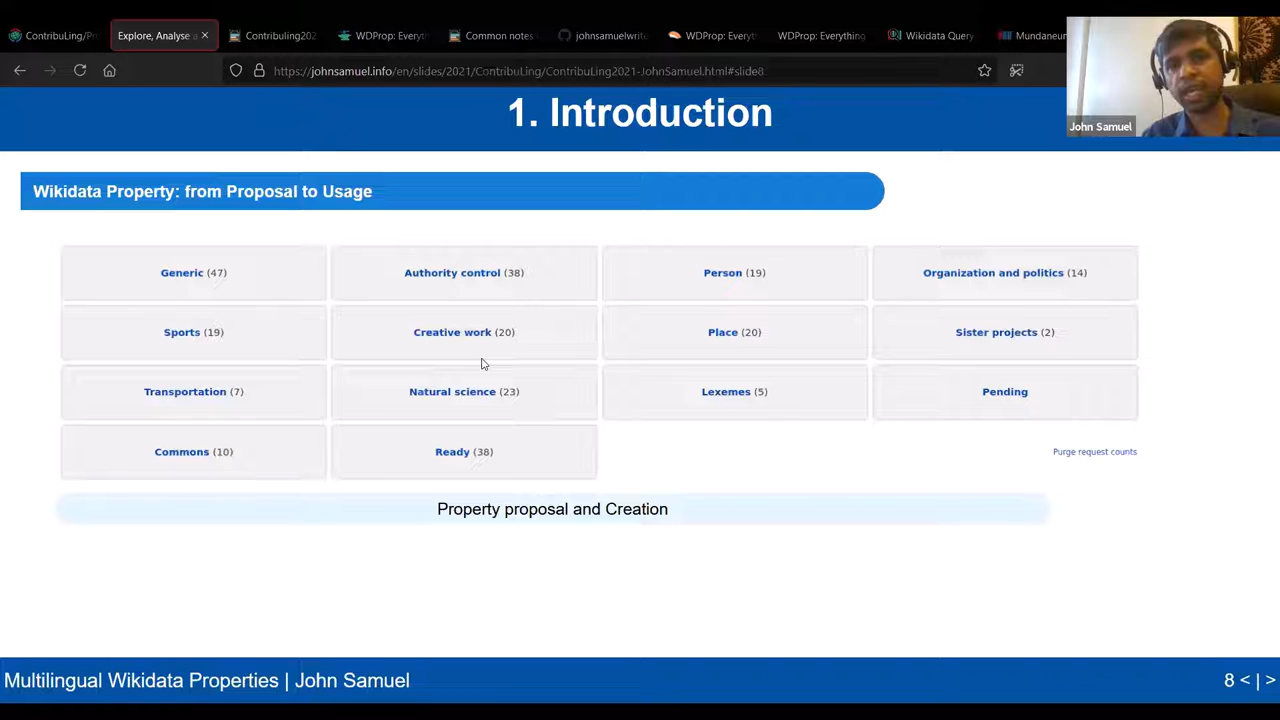 ContribuLing/Pr
Explore, Analyse a
Contribuling202
WDProp: Everyth
Common notes
johnsamuelwrite
WDProp: Everyt
WDProp: Everything
Wikidata Query
Mundaneum
https://johnsamuel.info/en/slides/2021/ContribuLing/ContribuLing2021-JohnSamuel.html#slide8
John Samuel
1. Introduction
Wikidata Property: from Proposal to Usage
Generic (47)
Authority control (38)
Person (19)
Organization and politics (14)
Sports (19)
Creative work (20)
Place (20)
Sister projects (2)
Transportation (7)
Natural science (23)
Lexemes (5)
Pending
Commons (10)
Ready (38)
Purge request counts
Property proposal and Creation
Multilingual Wikidata Properties | John Samuel
8 < | >